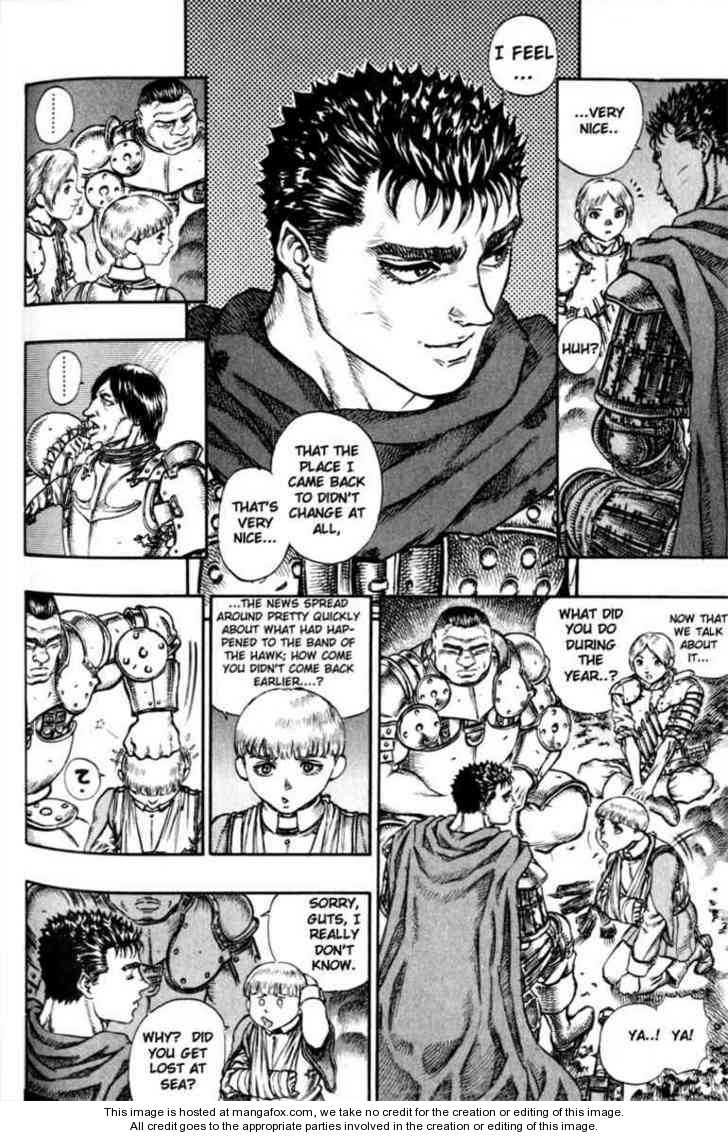 I FEEL
...
...VERY
NICE..
HUH?
THAT THE
PLACE I
CAME BACK
TO DIDN'T
CHANGE AT
ALL,
THAT'S
VERY
NICE...
........
........
NOW THAT
WE TALK
ABOUT
IT...
WHAT DID
YOU DO
DURING
THE
YEAR..?
YA..! YA!
...THE NEWS SPREAD
AROUND PRETTY QUICKLY
ABOUT WHAT HAD HAP-
PENED TO THE BAND OF
THE HAWK; HOW COME
YOU DIDN'T COME BACK
EARLIER....?
?
SORRY,
GUTS, I
REALLY
DON'T
KNOW.
WHY? DID
YOU GET
LOST AT
SEA?
This image is hosted at mangafox.com, we take no credit for the creation or editing of this image.
All credit goes to the appropriate parties involved in the creation or editing of this image.